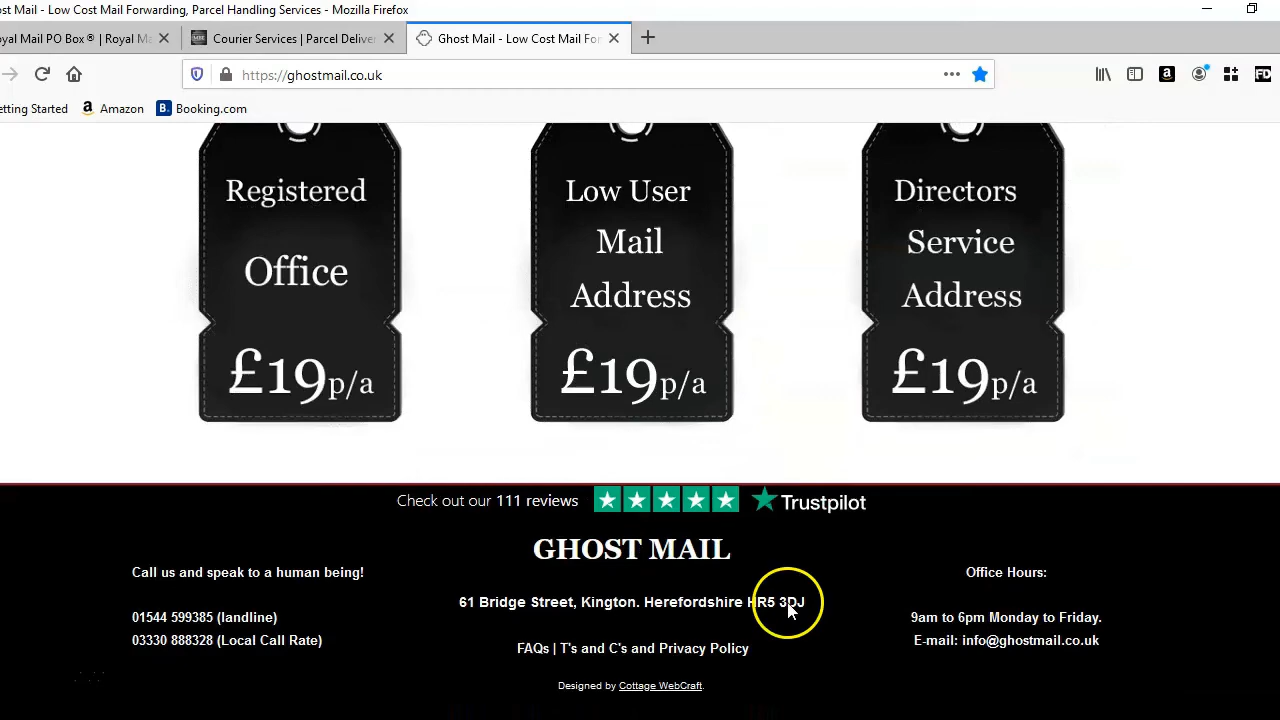 ost Mail - Low Cost Mail Forwarding, Parcel Handling Services - Mozilla Firefox
oyal Mail PO Box® | Royal Ma
Courier Services | Parcel Deliver
Ghost Mail - Low Cost Mail For
https://ghostmail.co.uk
FD
etting Started
a Amazon
B. Booking.com
Registered
Office
£19p/a
Low User
Mail
Address
£19p/a
Directors
Service
Address
£19p/a
Check out our 111 reviews
Trustpilot
GHOST MAIL
61 Bridge Street, Kington. Herefordshire HR5 3DJ
FAQs | T's and C's and Privacy Policy
Designed by Cottage WebCraft.
Call us and speak to a human being!
01544 599385 (landline)
03330 888328 (Local Call Rate)
Office Hours:
9am to 6pm Monday to Friday.
E-mail: info@ghostmail.co.uk